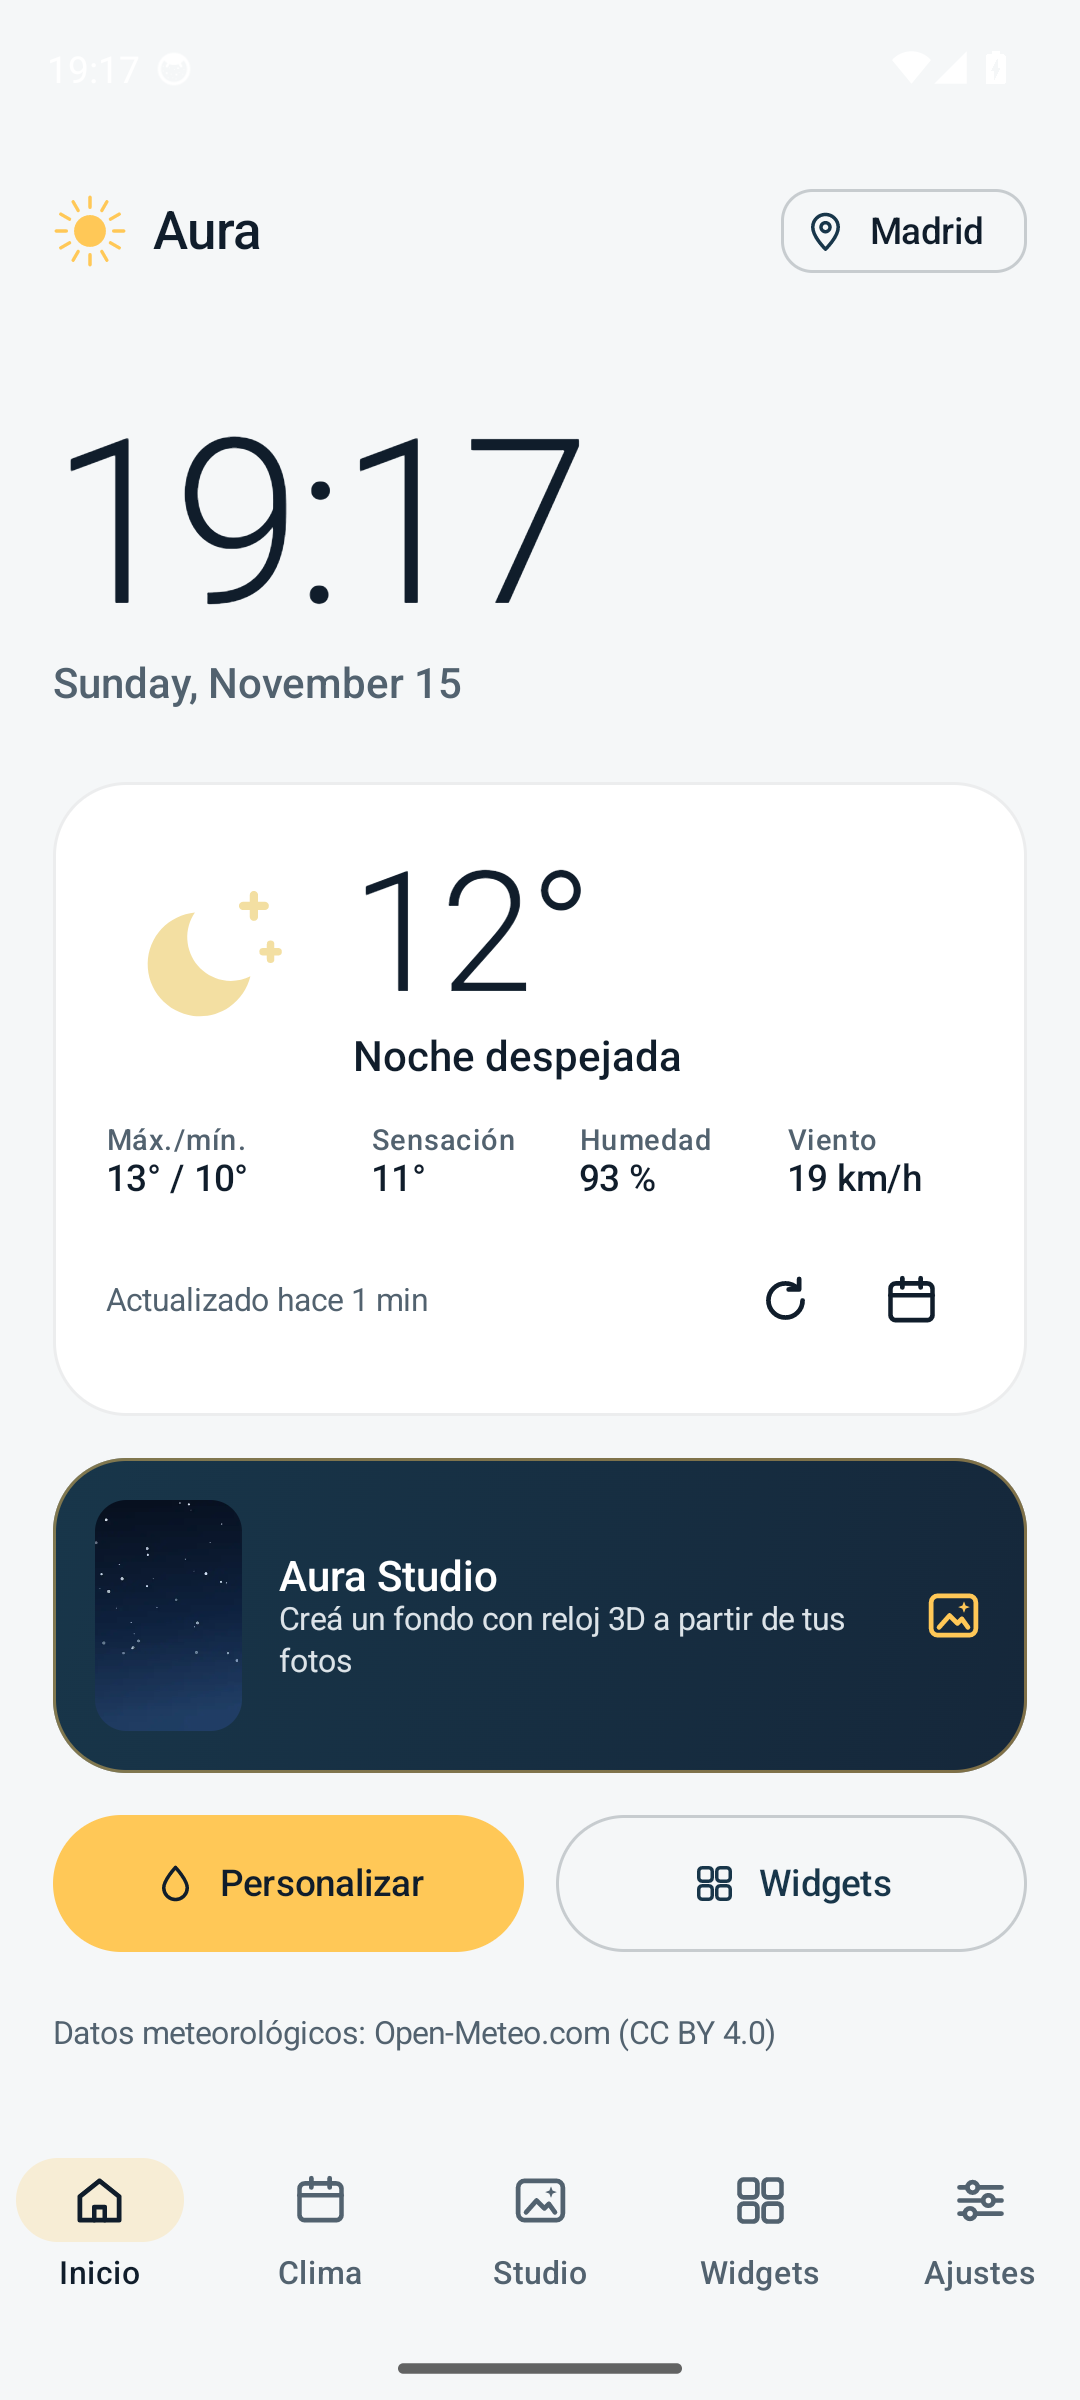 19:17
Aura
Madrid
19:17
Sunday, November 15
12°
Noche despejada
Máx./mín. Sensación Humedad Viento
13° / 10° 11° 93 % 19 km/h
Actualizado hace 1 min
Aura Studio
Creá un fondo con reloj 3D a partir de tus
fotos
Personalizar
Widgets
Datos meteorológicos: Open-Meteo.com (CC BY 4.0)
Inicio Clima Studio Widgets Ajustes